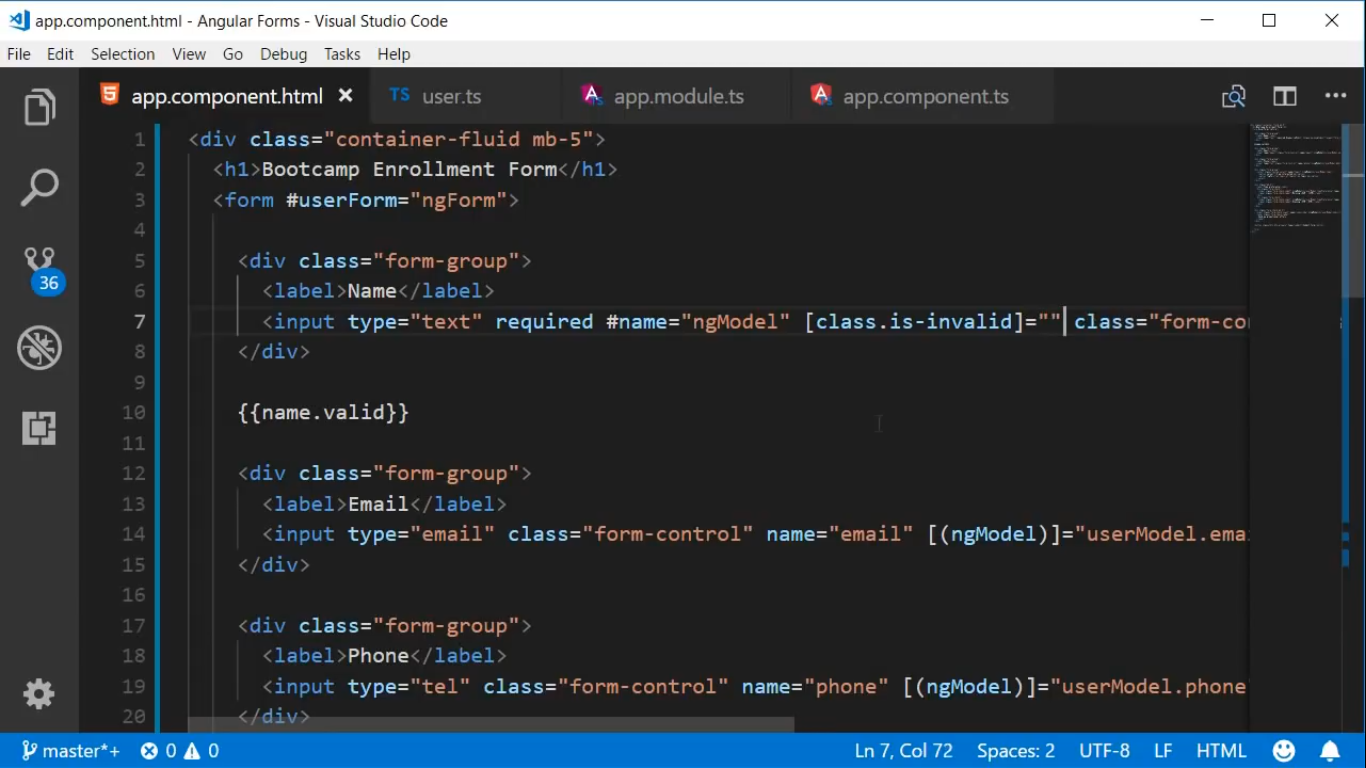 app.component.html - Angular Forms - Visual Studio Code
File Edit Selection View Go Debug Tasks Help
app.component.html TS user.ts app.module.ts app.component.ts
1 <div class="container-fluid mb-5">
2 <h1>Bootcamp Enrollment Form</h1>
3 <form #userForm="ngForm">
4
5 <div class="form-group">
6 <label>Name</label>
7 <input type="text" required #name="ngModel" [class.is-invalid]="" class="form-co
8 </div>
9
10 {{name.valid}}
11
12 <div class="form-group">
13 <label>Email</label>
14 <input type="email" class="form-control" name="email" [(ngModel)]="userModel.emai
15 </div>
16
17 <div class="form-group">
18 <label>Phone</label>
19 <input type="tel" class="form-control" name="phone" [(ngModel)]="userModel.phone
20 </div>
36
master*+ 0 0 Ln 7, Col 72 Spaces: 2 UTF-8 LF HTML